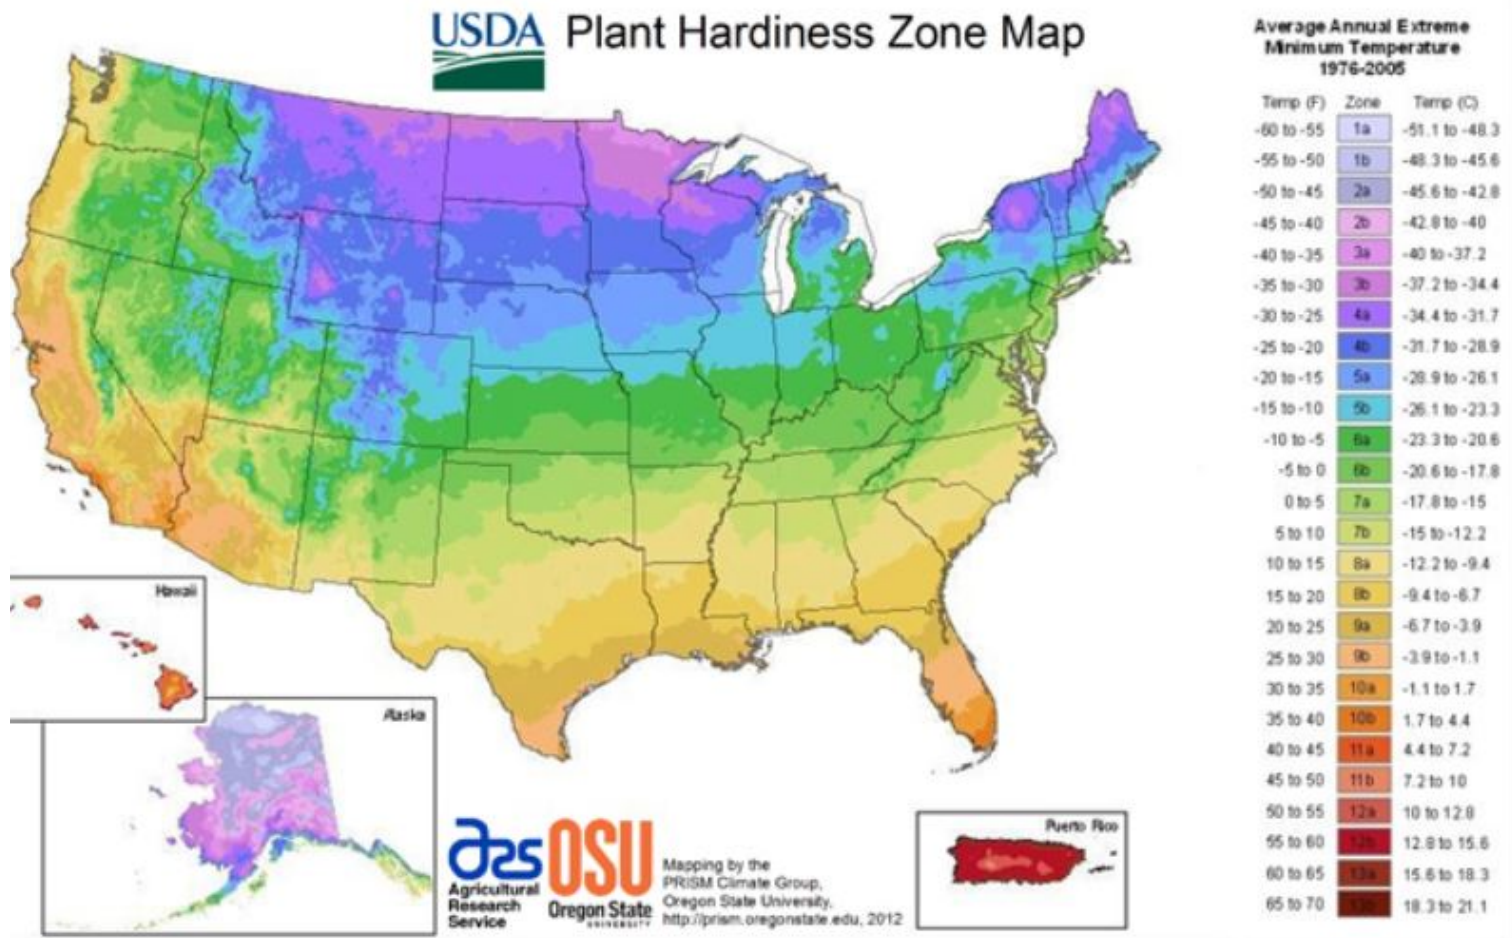 USDA Plant Hardiness Zone Map
Average Annual Extreme
Minimum Temperature
1976-2005
Temp (F) Zone Temp (C)
-60 to -55 1a -51.1 to -48.3
-55 to -50 1b -48.3 to -45.6
-50 to -45 2a -45.6 to -42.8
-45 to -40 2b -42.8 to -40
-40 to -35 3a -40 to -37.2
-35 to -30 3b -37.2 to -34.4
-30 to -25 4a -34.4 to -31.7
-25 to -20 4b -31.7 to -28.9
-20 to -15 5a -28.9 to -26.1
-15 to -10 5b -26.1 to -23.3
-10 to -5 6a -23.3 to -20.6
-5 to 0 6b -20.6 to -17.8
0 to 5 7a -17.8 to -15
5 to 10 7b -15 to -12.2
10 to 15 8a -12.2 to -9.4
15 to 20 8b -9.4 to -6.7
20 to 25 9a -6.7 to -3.9
25 to 30 9b -3.9 to -1.1
30 to 35 10a -1.1 to 1.7
35 to 40 10b 1.7 to 4.4
40 to 45 11a 4.4 to 7.2
45 to 50 11b 7.2 to 10
50 to 55 12a 10 to 12.8
55 to 60 12b 12.8 to 15.6
60 to 65 13a 15.6 to 18.3
65 to 70 13b 18.3 to 21.1
Hawaii
Alaska
ars
Agricultural
Research
Service
OSU
Oregon State
UNIVERSITY
Mapping by the
PRISM Climate Group,
Oregon State University,
http://prism.oregonstate.edu, 2012
Puerto Rico